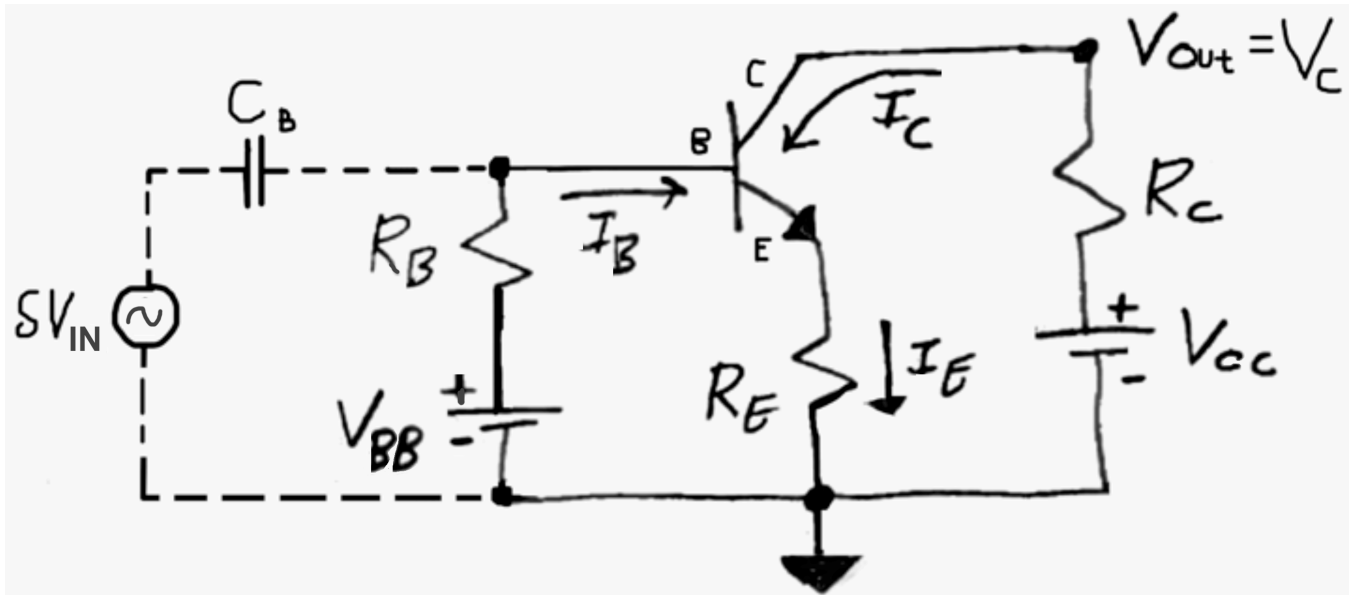 V_Out = V_C
C
I_C
C_B
B
R_C
R_B
I_B
E
δV_IN
+
V_CC
-
I_E
R_E
+
V_BB
-